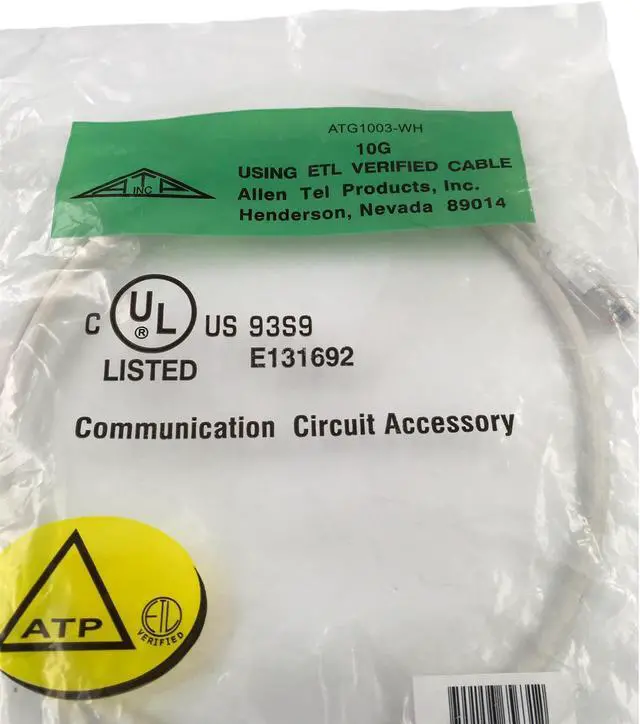 ATG1003-WH
10G
USING ETL VERIFIED CABLE
ATP
INC
Allen Tel Products, Inc.
Henderson, Nevada 89014
C UL ® US 93S9
LISTED E131692
Communication Circuit Accessory
ATP
ETL
VERIFIED